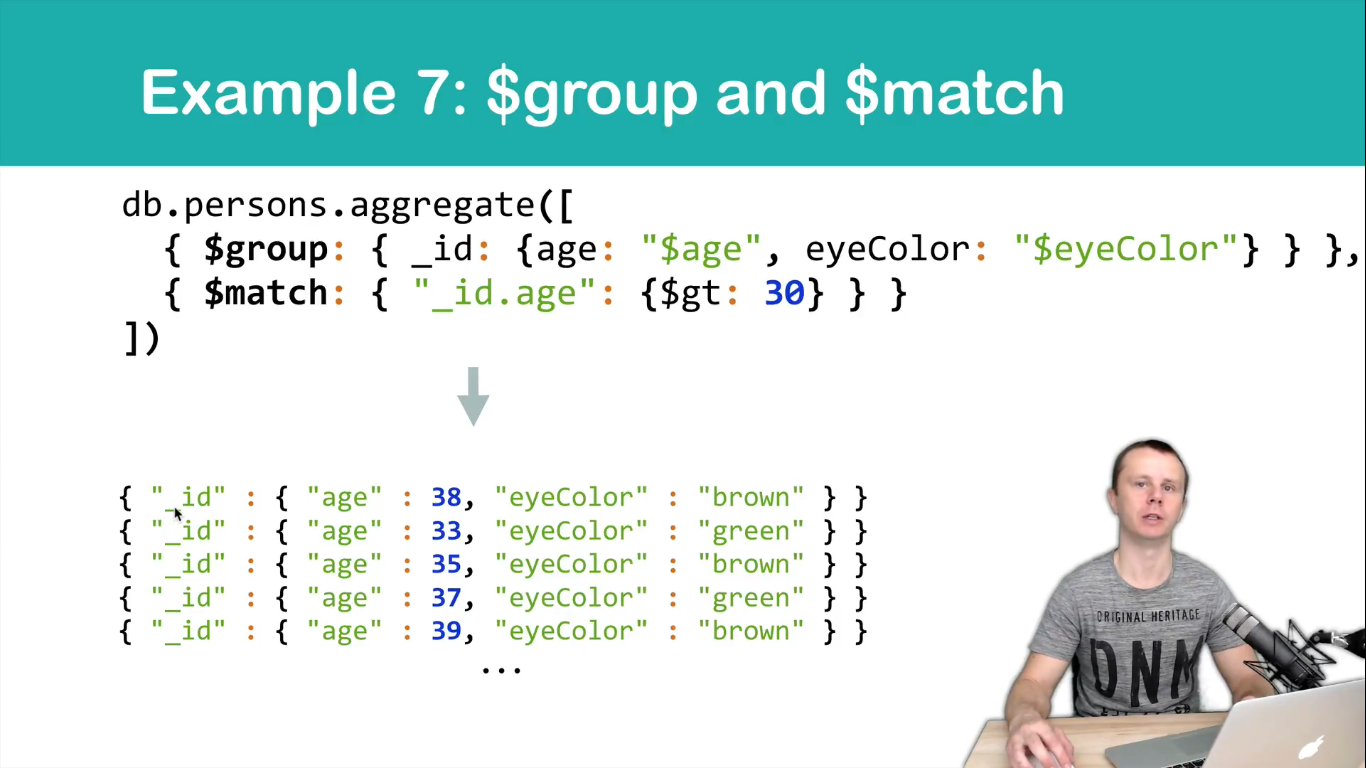 Example 7: $group and $match
db.persons.aggregate([
{ $group: { _id: {age: "$age", eyeColor: "$eyeColor"} } },
{ $match: { "_id.age": {$gt: 30} } }
])
{ "_id" : { "age" : 38, "eyeColor" : "brown" } }
{ "_id" : { "age" : 33, "eyeColor" : "green" } }
{ "_id" : { "age" : 35, "eyeColor" : "brown" } }
{ "_id" : { "age" : 37, "eyeColor" : "green" } }
{ "_id" : { "age" : 39, "eyeColor" : "brown" } }
...
ORIGINAL HERITAGE
DNM